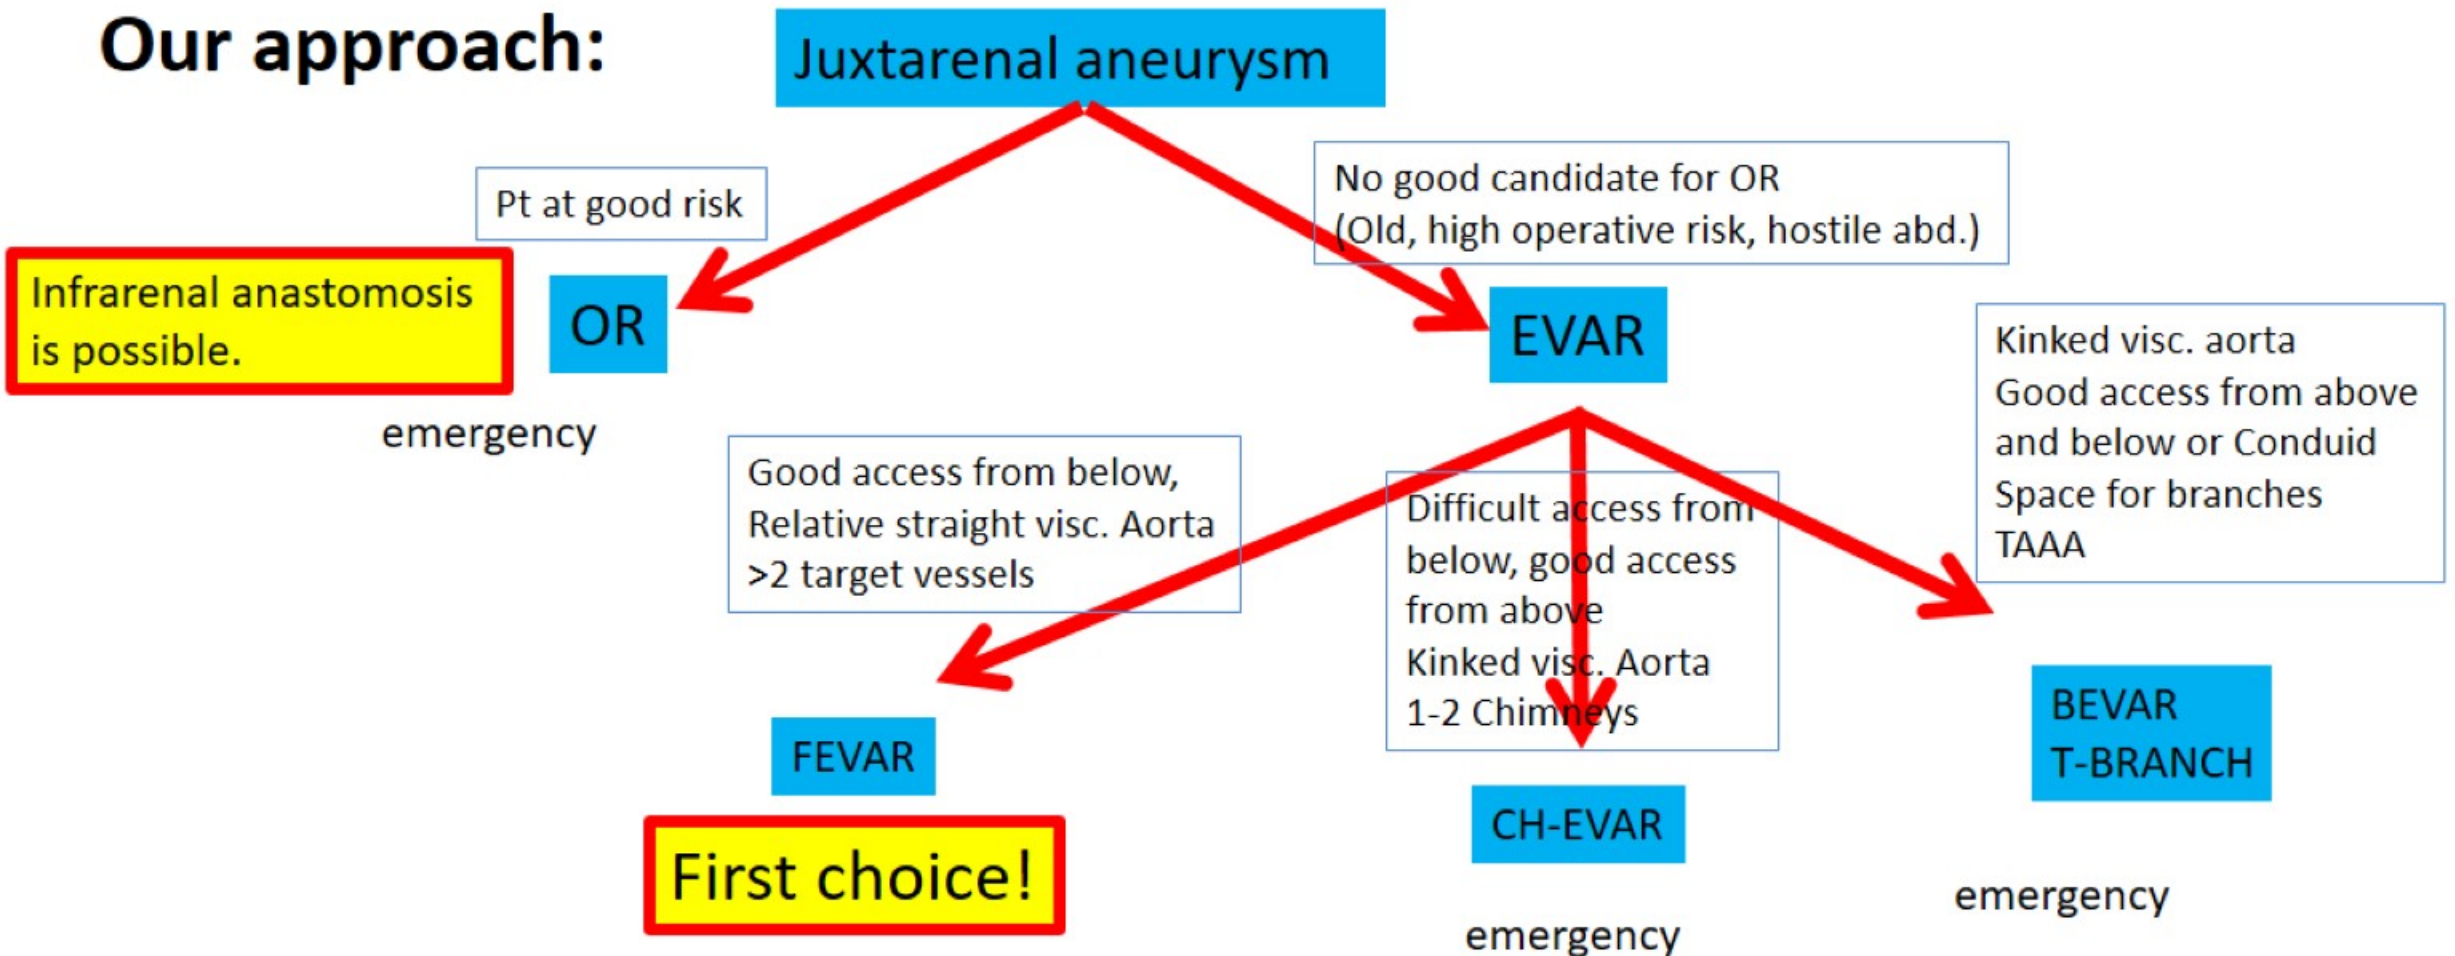 Our approach:
Juxtarenal aneurysm
Pt at good risk
No good candidate for OR
(Old, high operative risk, hostile abd.)
Infrarenal anastomosis
is possible.
OR
emergency
EVAR
Good access from below,
Relative straight visc. Aorta
>2 target vessels
Difficult access from
below, good access
from above
Kinked visc. Aorta
1-2 Chimneys
Kinked visc. aorta
Good access from above
and below or Conduid
Space for branches
TAAA
FEVAR
First choice!
CH-EVAR
emergency
BEVAR
T-BRANCH
emergency